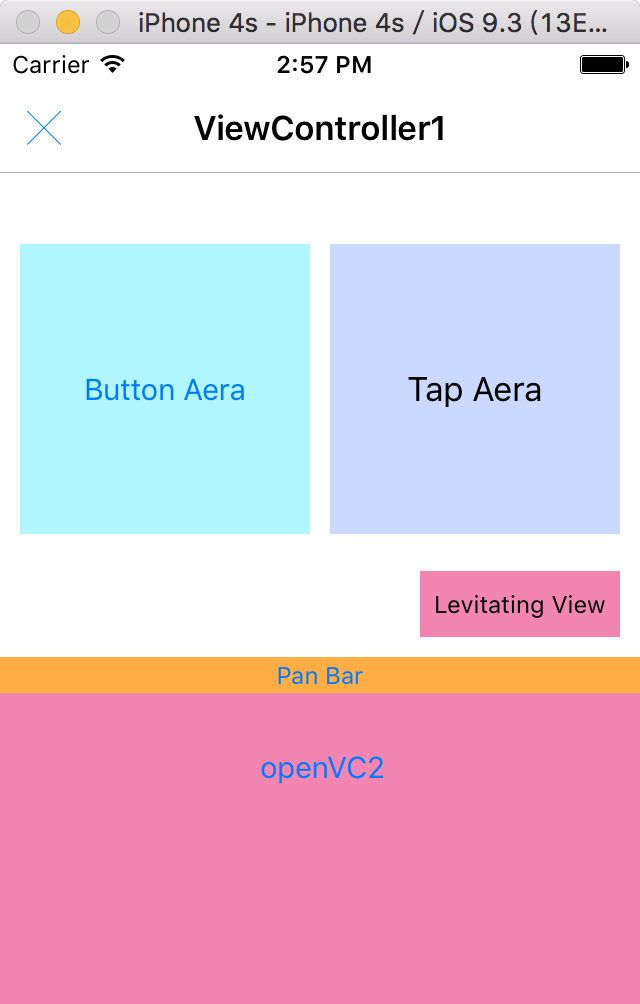 iPhone 4s - iPhone 4s / iOS 9.3 (13E...
Carrier 2:57 PM
ViewController1
Button Aera Tap Aera
Levitating View
Pan Bar
openVC2